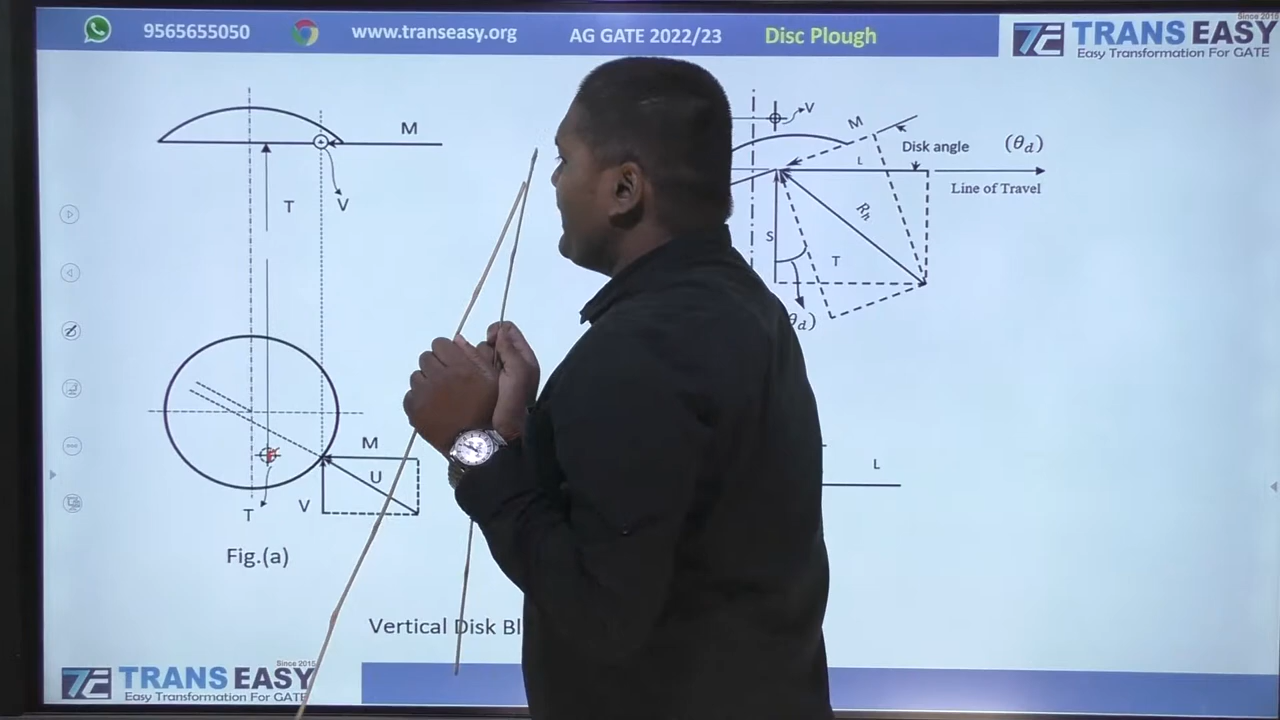 9565655050
www.transeasy.org
AG GATE 2022/23
Disc Plough
Since 2015
TE TRANS EASY
Easy Transformation For GATE
M
T
V
V
M
Disk angle (θd)
L
Line of Travel
Rh
S
T
θd)
M
U
V
T
L
Fig.(a)
Vertical Disk Bl
Since 2015
TE TRANS EASY
Easy Transformation For GATE